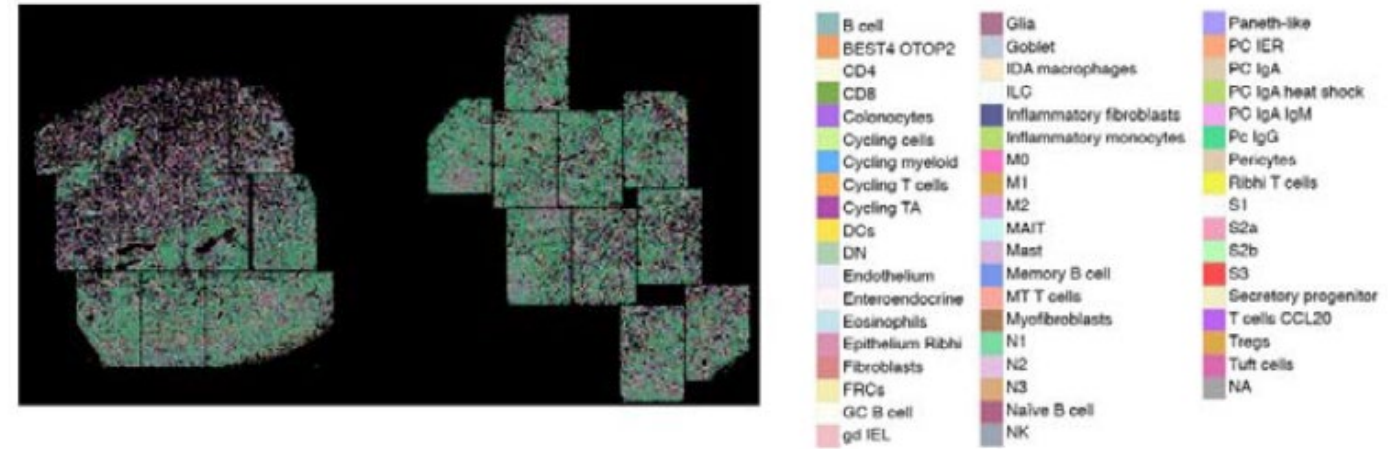 B cell
BEST4 OTOP2
CD4
CD8
Colonocytes
Cycling cells
Cycling myeloid
Cycling T cells
Cycling TA
DCs
DN
Endothelium
Enteroendocrine
Eosinophils
Epithelium Ribhi
Fibroblasts
FRCs
GC B cell
gd IEL
Glia
Goblet
IDA macrophages
ILC
Inflammatory fibroblasts
Inflammatory monocytes
M0
M1
M2
MAIT
Mast
Memory B cell
MT T cells
Myofibroblasts
N1
N2
N3
Naïve B cell
NK
Paneth-like
PC IER
PC IgA
PC IgA heat shock
PC IgA IgM
Pc IgG
Pericytes
Ribhi T cells
S1
S2a
S2b
S3
Secretory progenitor
T cells CCL20
Tregs
Tuft cells
NA